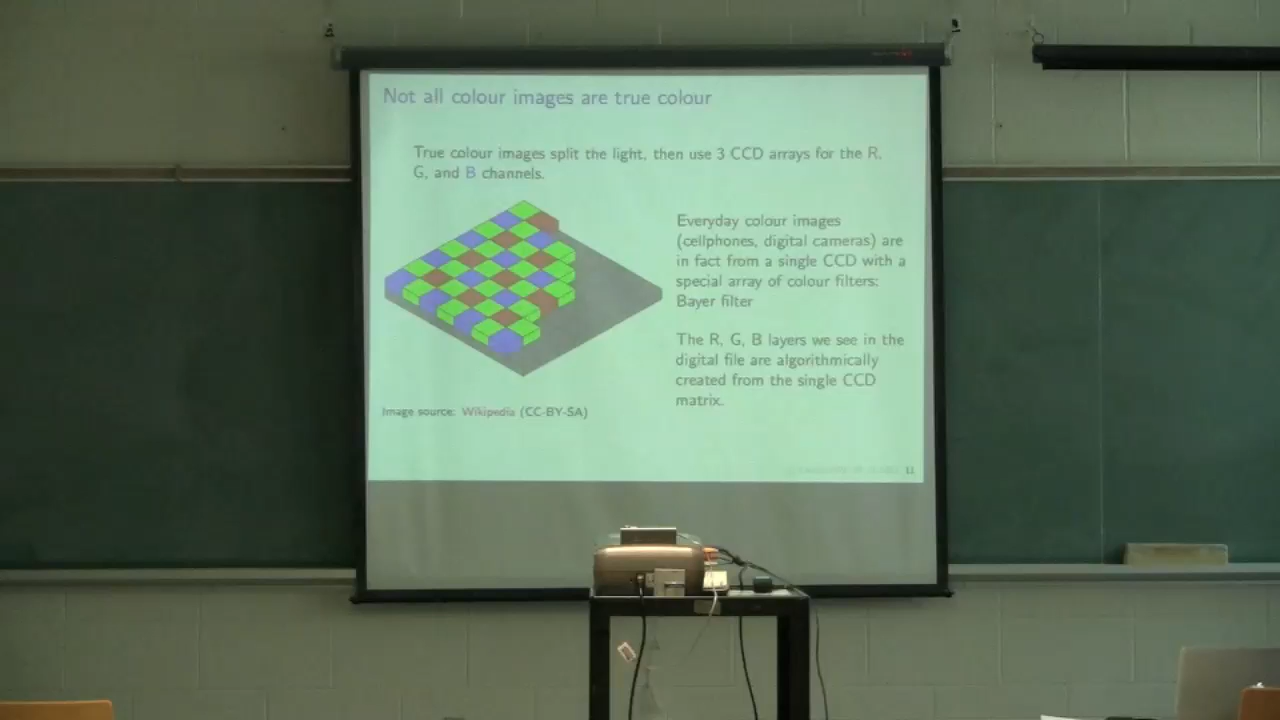 Not all colour images are true colour
True colour images split the light, then use 3 CCD arrays for the R,
G, and B channels.
Everyday colour images
(cellphones, digital cameras) are
in fact from a single CCD with a
special array of colour filters:
Bayer filter
The R, G, B layers we see in the
digital file are algorithmically
created from the single CCD
matrix.
Image source: Wikipedia (CC-BY-SA)
11